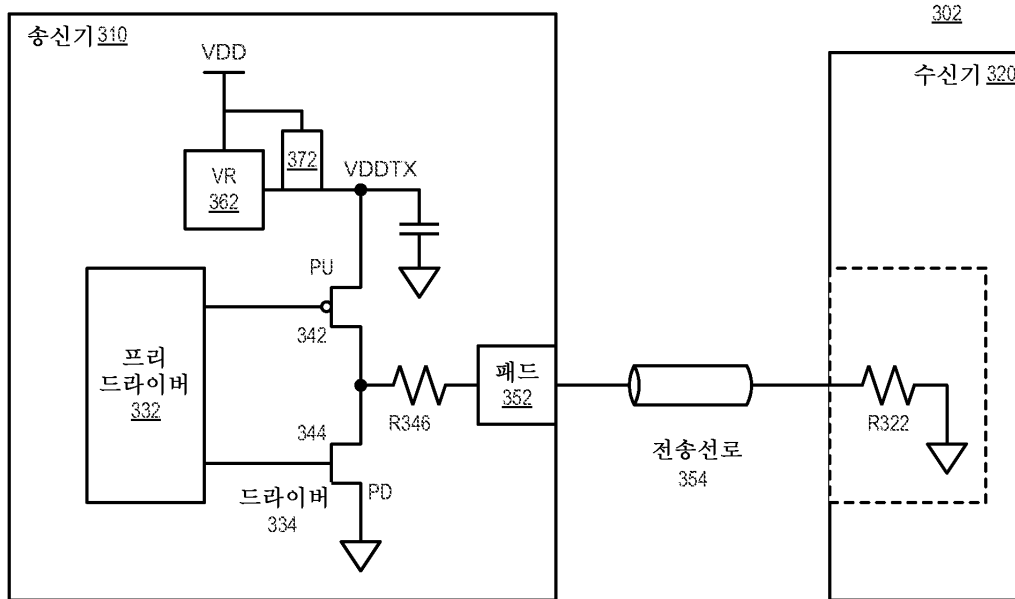 302
송신기 310
수신기 320
VDD
372
VR
362
VDDTX
PU
342
프리
드라이버
332
패드
352
R346
R322
344
전송선로
354
드라이버
334
PD